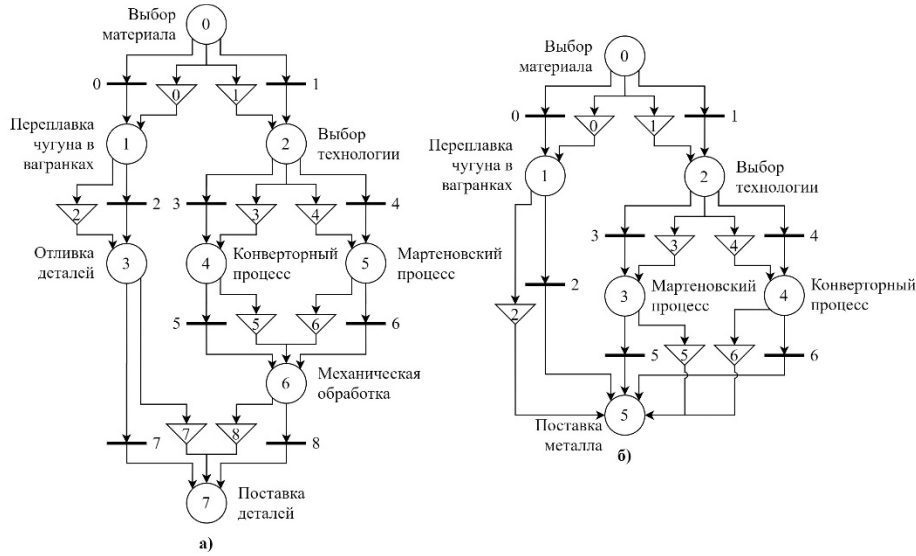 Выбор
материала
0
0
0
1
1
Переплавка
чугуна в
вагранках
1
2
Выбор
технологии
2
2
3
3
4
4
Отливка
деталей
3
4
Конверторный
процесс
Мартеновский
процесс
5
5
5
6
6
6
Механическая
обработка
7
7
8
8
7
Поставка
деталей
а)
Выбор
материала
0
0
0
1
1
Переплавка
чугуна в
вагранках
1
2
Выбор
технологии
3
3
4
4
2
2
3
Мартеновский
процесс
4
Конверторный
процесс
5
5
6
6
Поставка
металла
5
б)